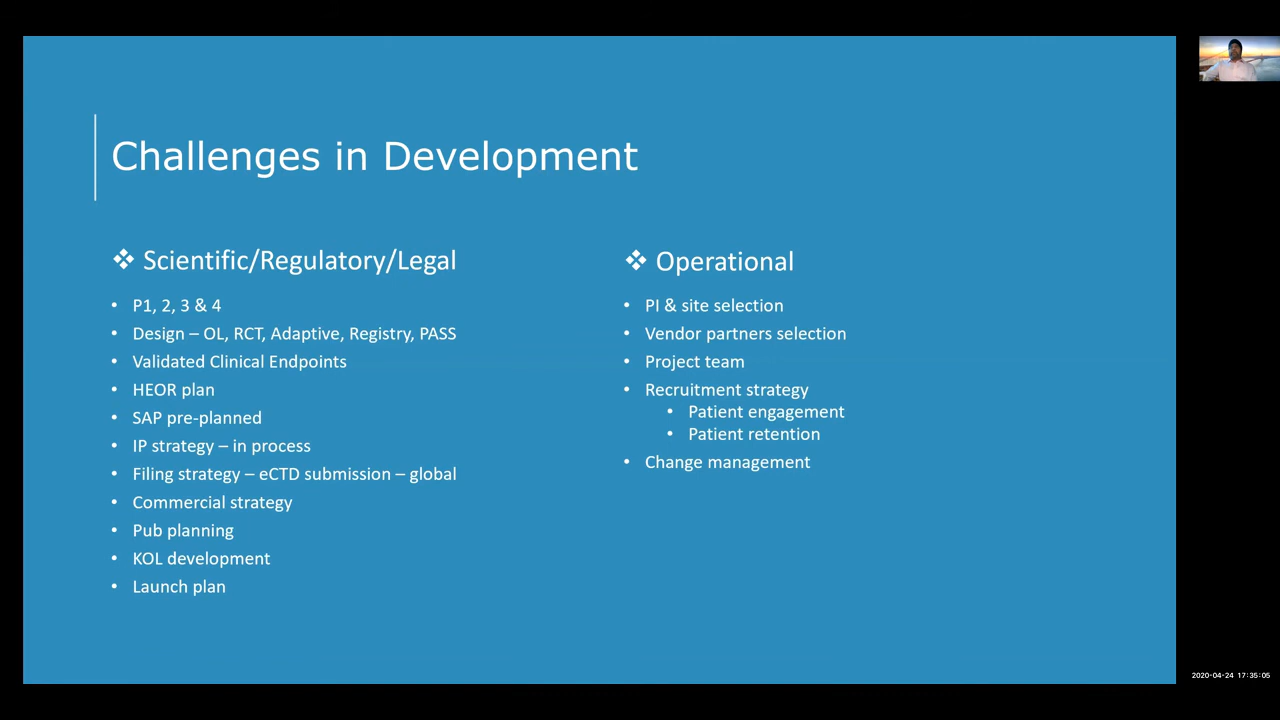 Challenges in Development
❖ Scientific/Regulatory/Legal
• P1, 2, 3 & 4
• Design – OL, RCT, Adaptive, Registry, PASS
• Validated Clinical Endpoints
• HEOR plan
• SAP pre-planned
• IP strategy – in process
• Filing strategy – eCTD submission – global
• Commercial strategy
• Pub planning
• KOL development
• Launch plan
❖ Operational
• PI & site selection
• Vendor partners selection
• Project team
• Recruitment strategy
• Patient engagement
• Patient retention
• Change management
2020-04-24 17:35:05